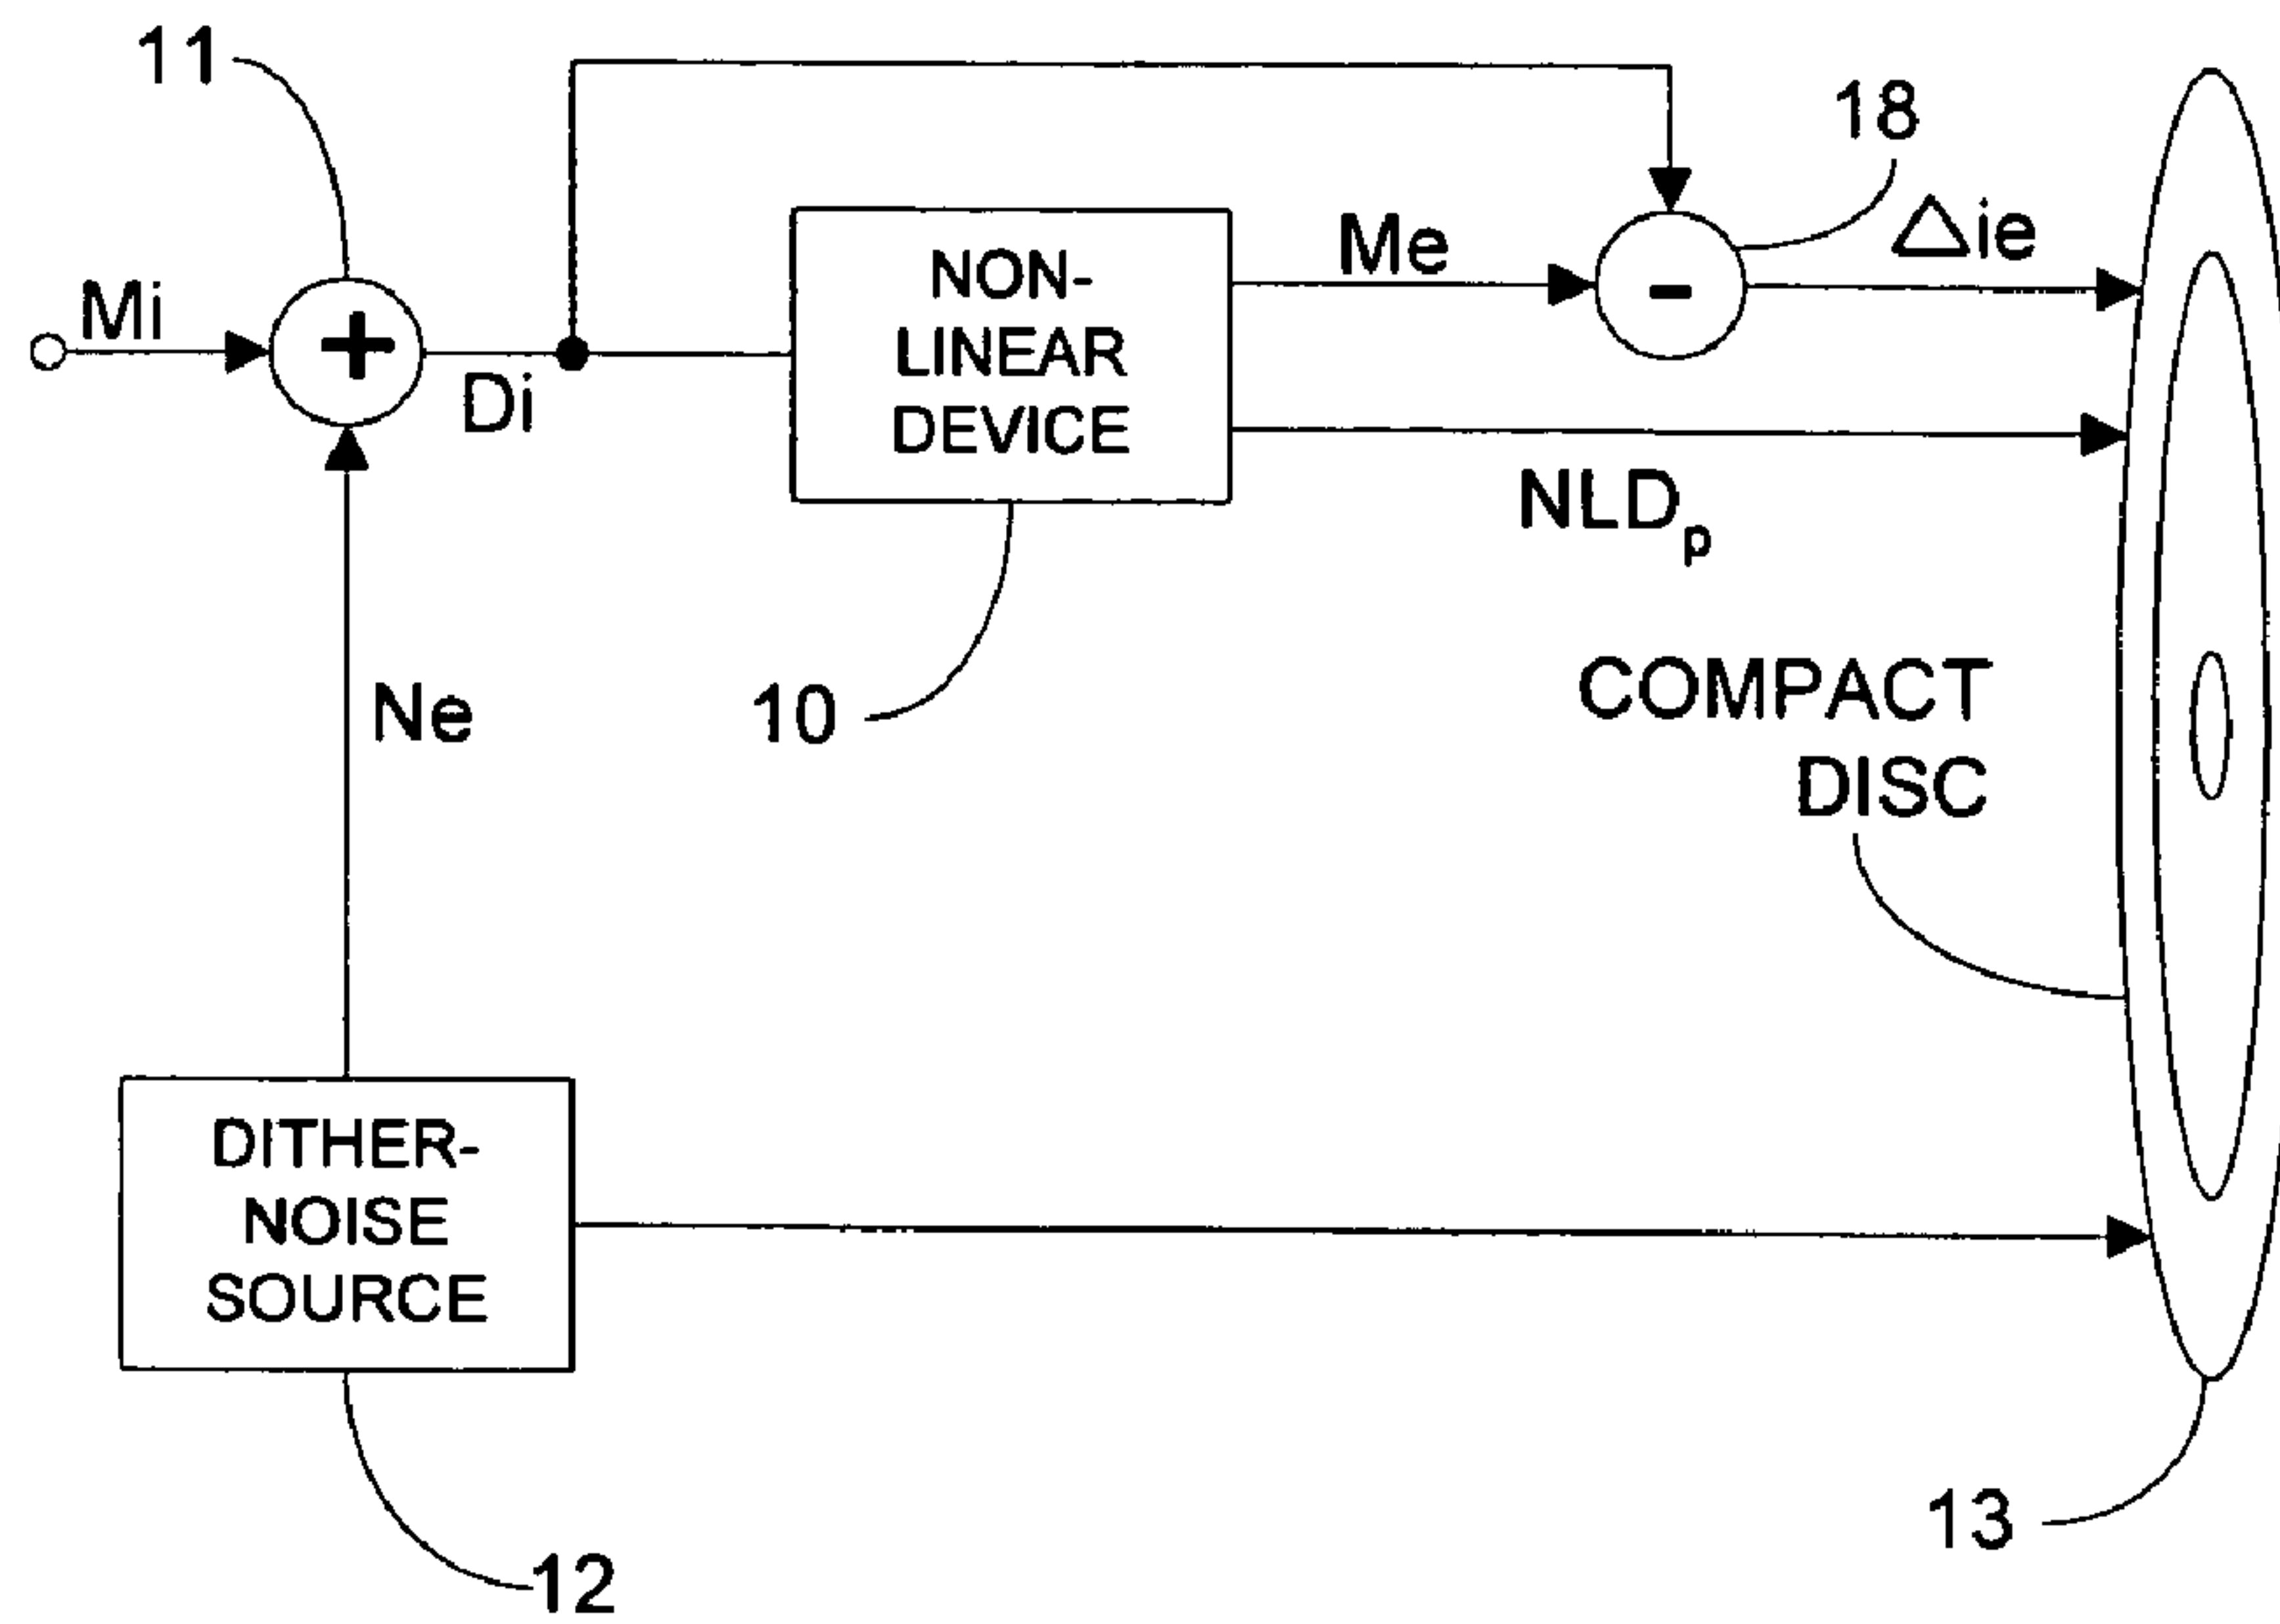 11
18
Mi
+
Di
NON-
LINEAR
DEVICE
Me
-
Δie
NLDp
Ne
10
COMPACT
DISC
DITHER-
NOISE
SOURCE
12
13